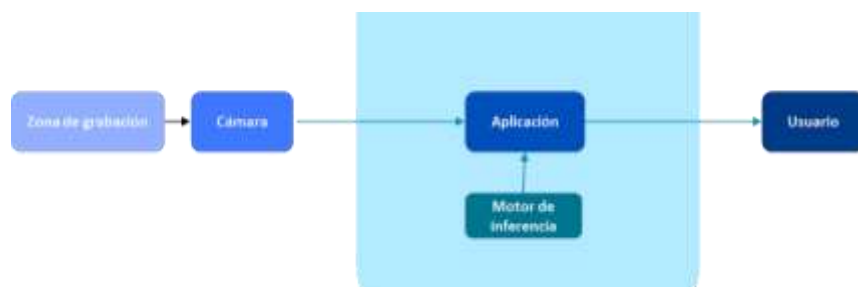 Zona de grabación
Cámara
Aplicación
Usuario
Motor de
inferencia